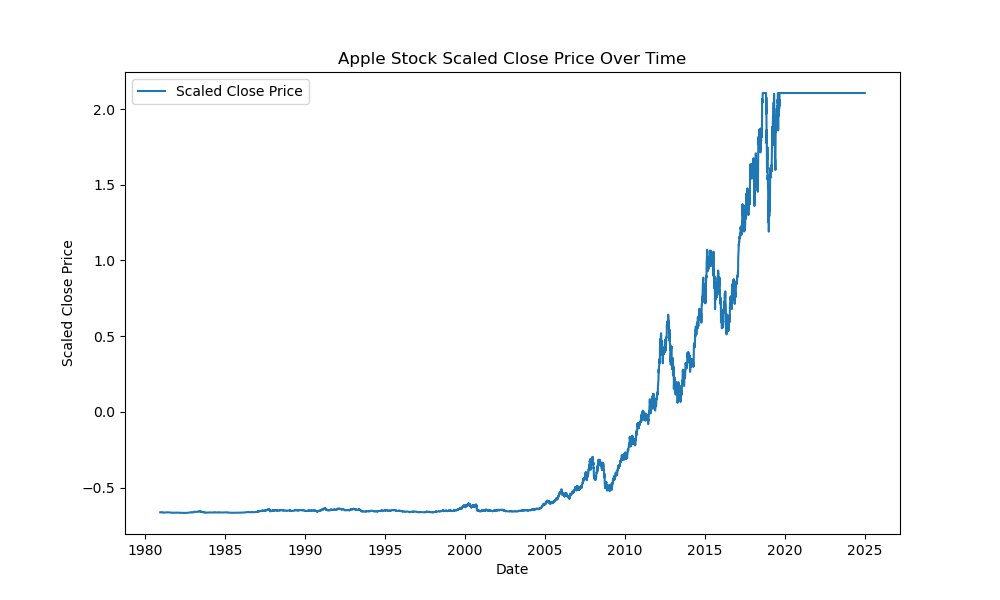 Apple Stock Scaled Close Price Over Time
Scaled Close Price
2.0
1.5
1.0
0.5
0.0
−0.5
Scaled Close Price
1980 1985 1990 1995 2000 2005 2010 2015 2020 2025
Date